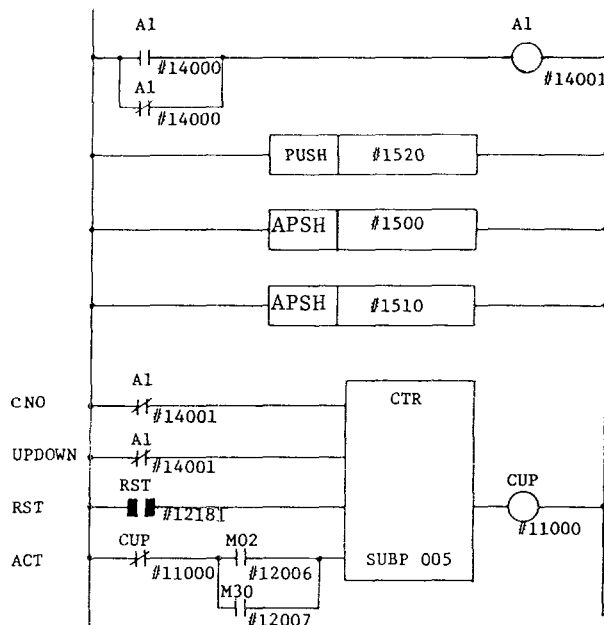 A1 A1
#14000 #14001
A1
#14000
PUSH #1520
APSH #1500
APSH #1510
A1 CTR
CNO #14001
A1
UPDOWN #14001
RST CUP
RST #12181 #11000
CUP M02
ACT #11000 #12006 SUBP 005
M30
#12007